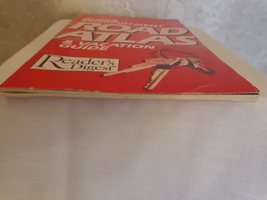 ROAD
ATLAS
& VACATION
GUIDE
Reader's
Digest